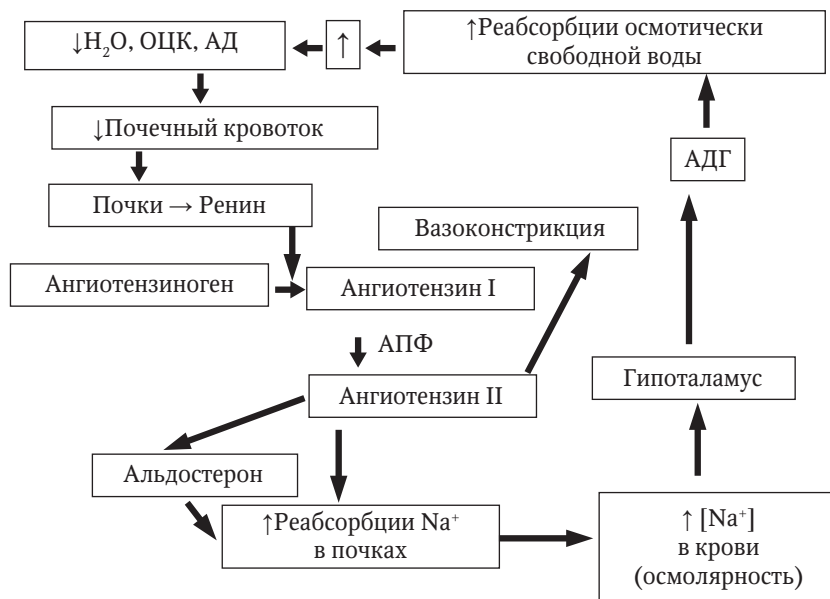 ↓H₂O, ОЦК, АД
↑
↑Реабсорбции осмотически
свободной воды
↓Почечный кровоток
АДГ
Почки → Ренин
Вазоконстрикция
Ангиотензиноген
Ангиотензин I
АПФ
Гипоталамус
Ангиотензин II
Альдостерон
↑Реабсорбции Na⁺
в почках
↑ [Na⁺]
в крови
(осмолярность)